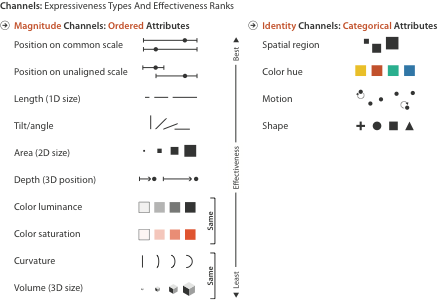 Channels: Expressiveness Types And Effectiveness Ranks
Magnitude Channels: Ordered Attributes
Identity Channels: Categorical Attributes
Position on common scale
Position on unaligned scale
Length (1D size)
Tilt/angle
Area (2D size)
Depth (3D position)
Color luminance
Color saturation
Curvature
Volume (3D size)
Same
Same
Best
Effectiveness
Least
Spatial region
Color hue
Motion
Shape